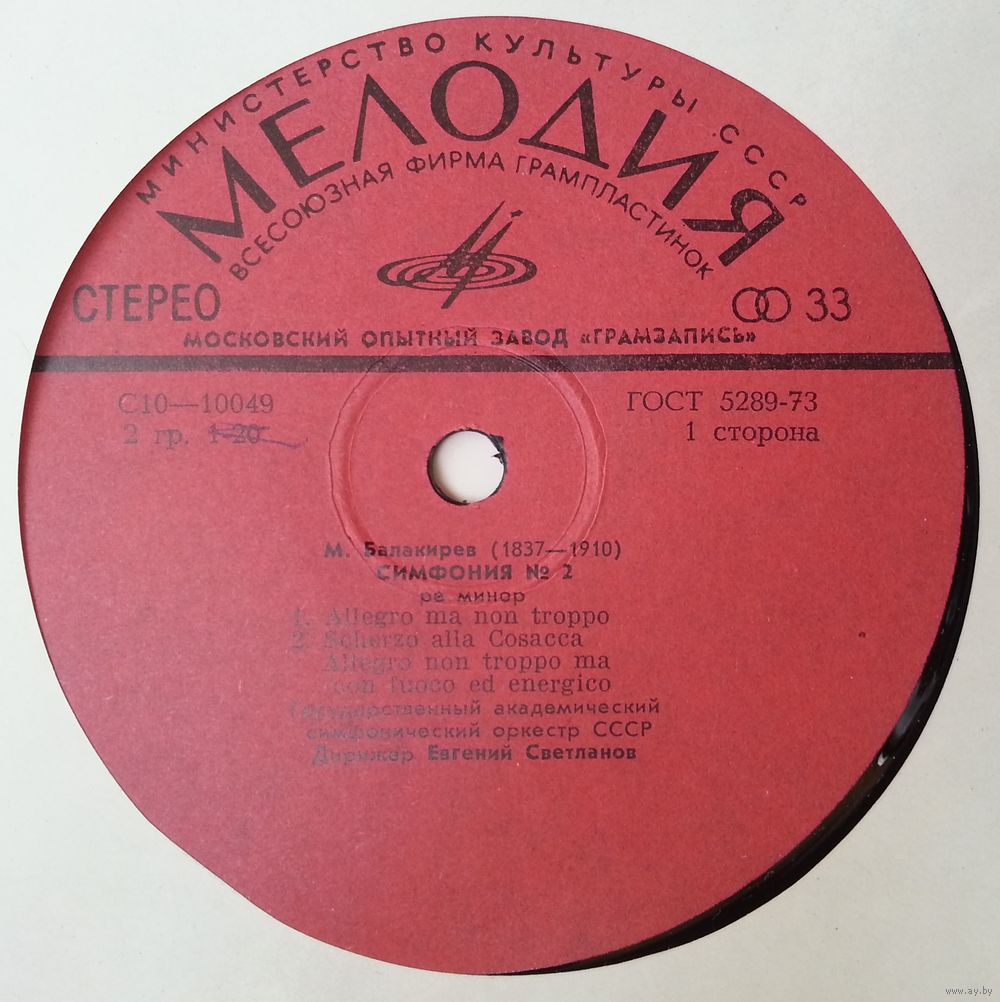 МИНИСТЕРСТВО КУЛЬТУРЫ СССР
МЕЛОДИЯ
ВСЕСОЮЗНАЯ ФИРМА ГРАМПЛАСТИНОК
СТЕРЕО
33
МОСКОВСКИЙ ОПЫТНЫЙ ЗАВОД «ГРАМЗАПИСЬ»
С10—10049
ГОСТ 5289-73
2 гр. 1-20
1 сторона
М. Балакирев (1837—1910)
СИМФОНИЯ № 2
ре минор
1. Allegro ma non troppo
2. Scherzo alla Cosacca
Allegro non troppo ma
con fuoco ed energico
Государственный академический
симфонический оркестр СССР
Дирижер Евгений Светланов
www.ay.by